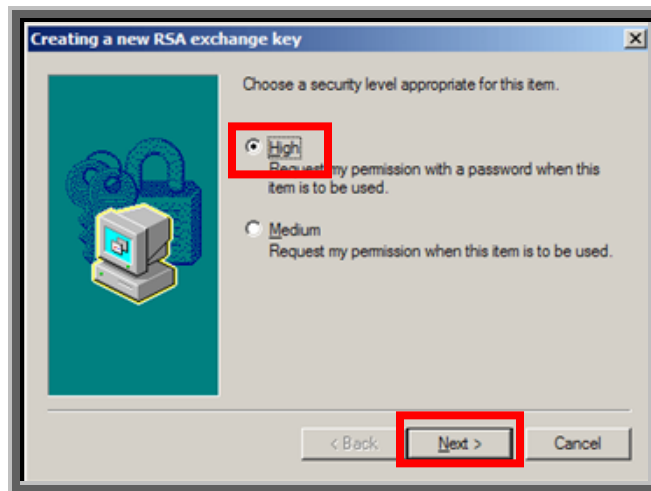 Creating a new RSA exchange key
Choose a security level appropriate for this item.
High
Request my permission with a password when this
item is to be used.
Medium
Request my permission when this item is to be used.
< Back
Next >
Cancel